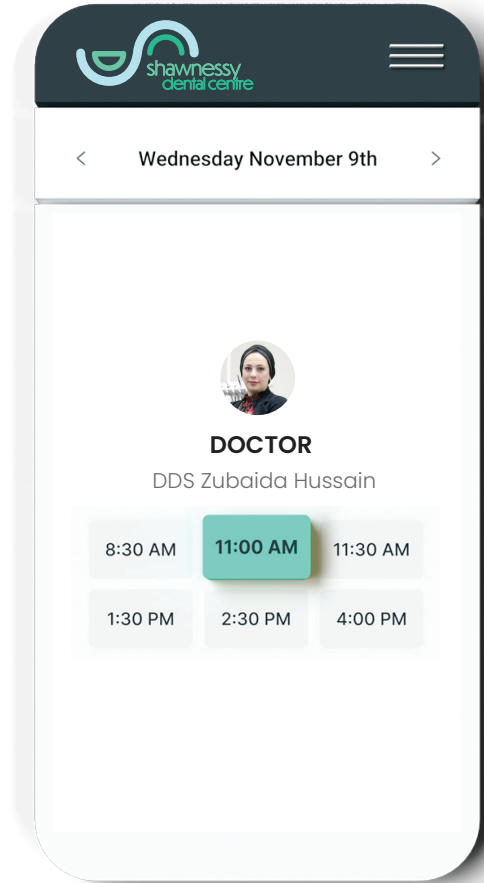 shawnessy
dental centre
< Wednesday November 9th >
DOCTOR
DDS Zubaida Hussain
8:30 AM 11:00 AM 11:30 AM
1:30 PM 2:30 PM 4:00 PM